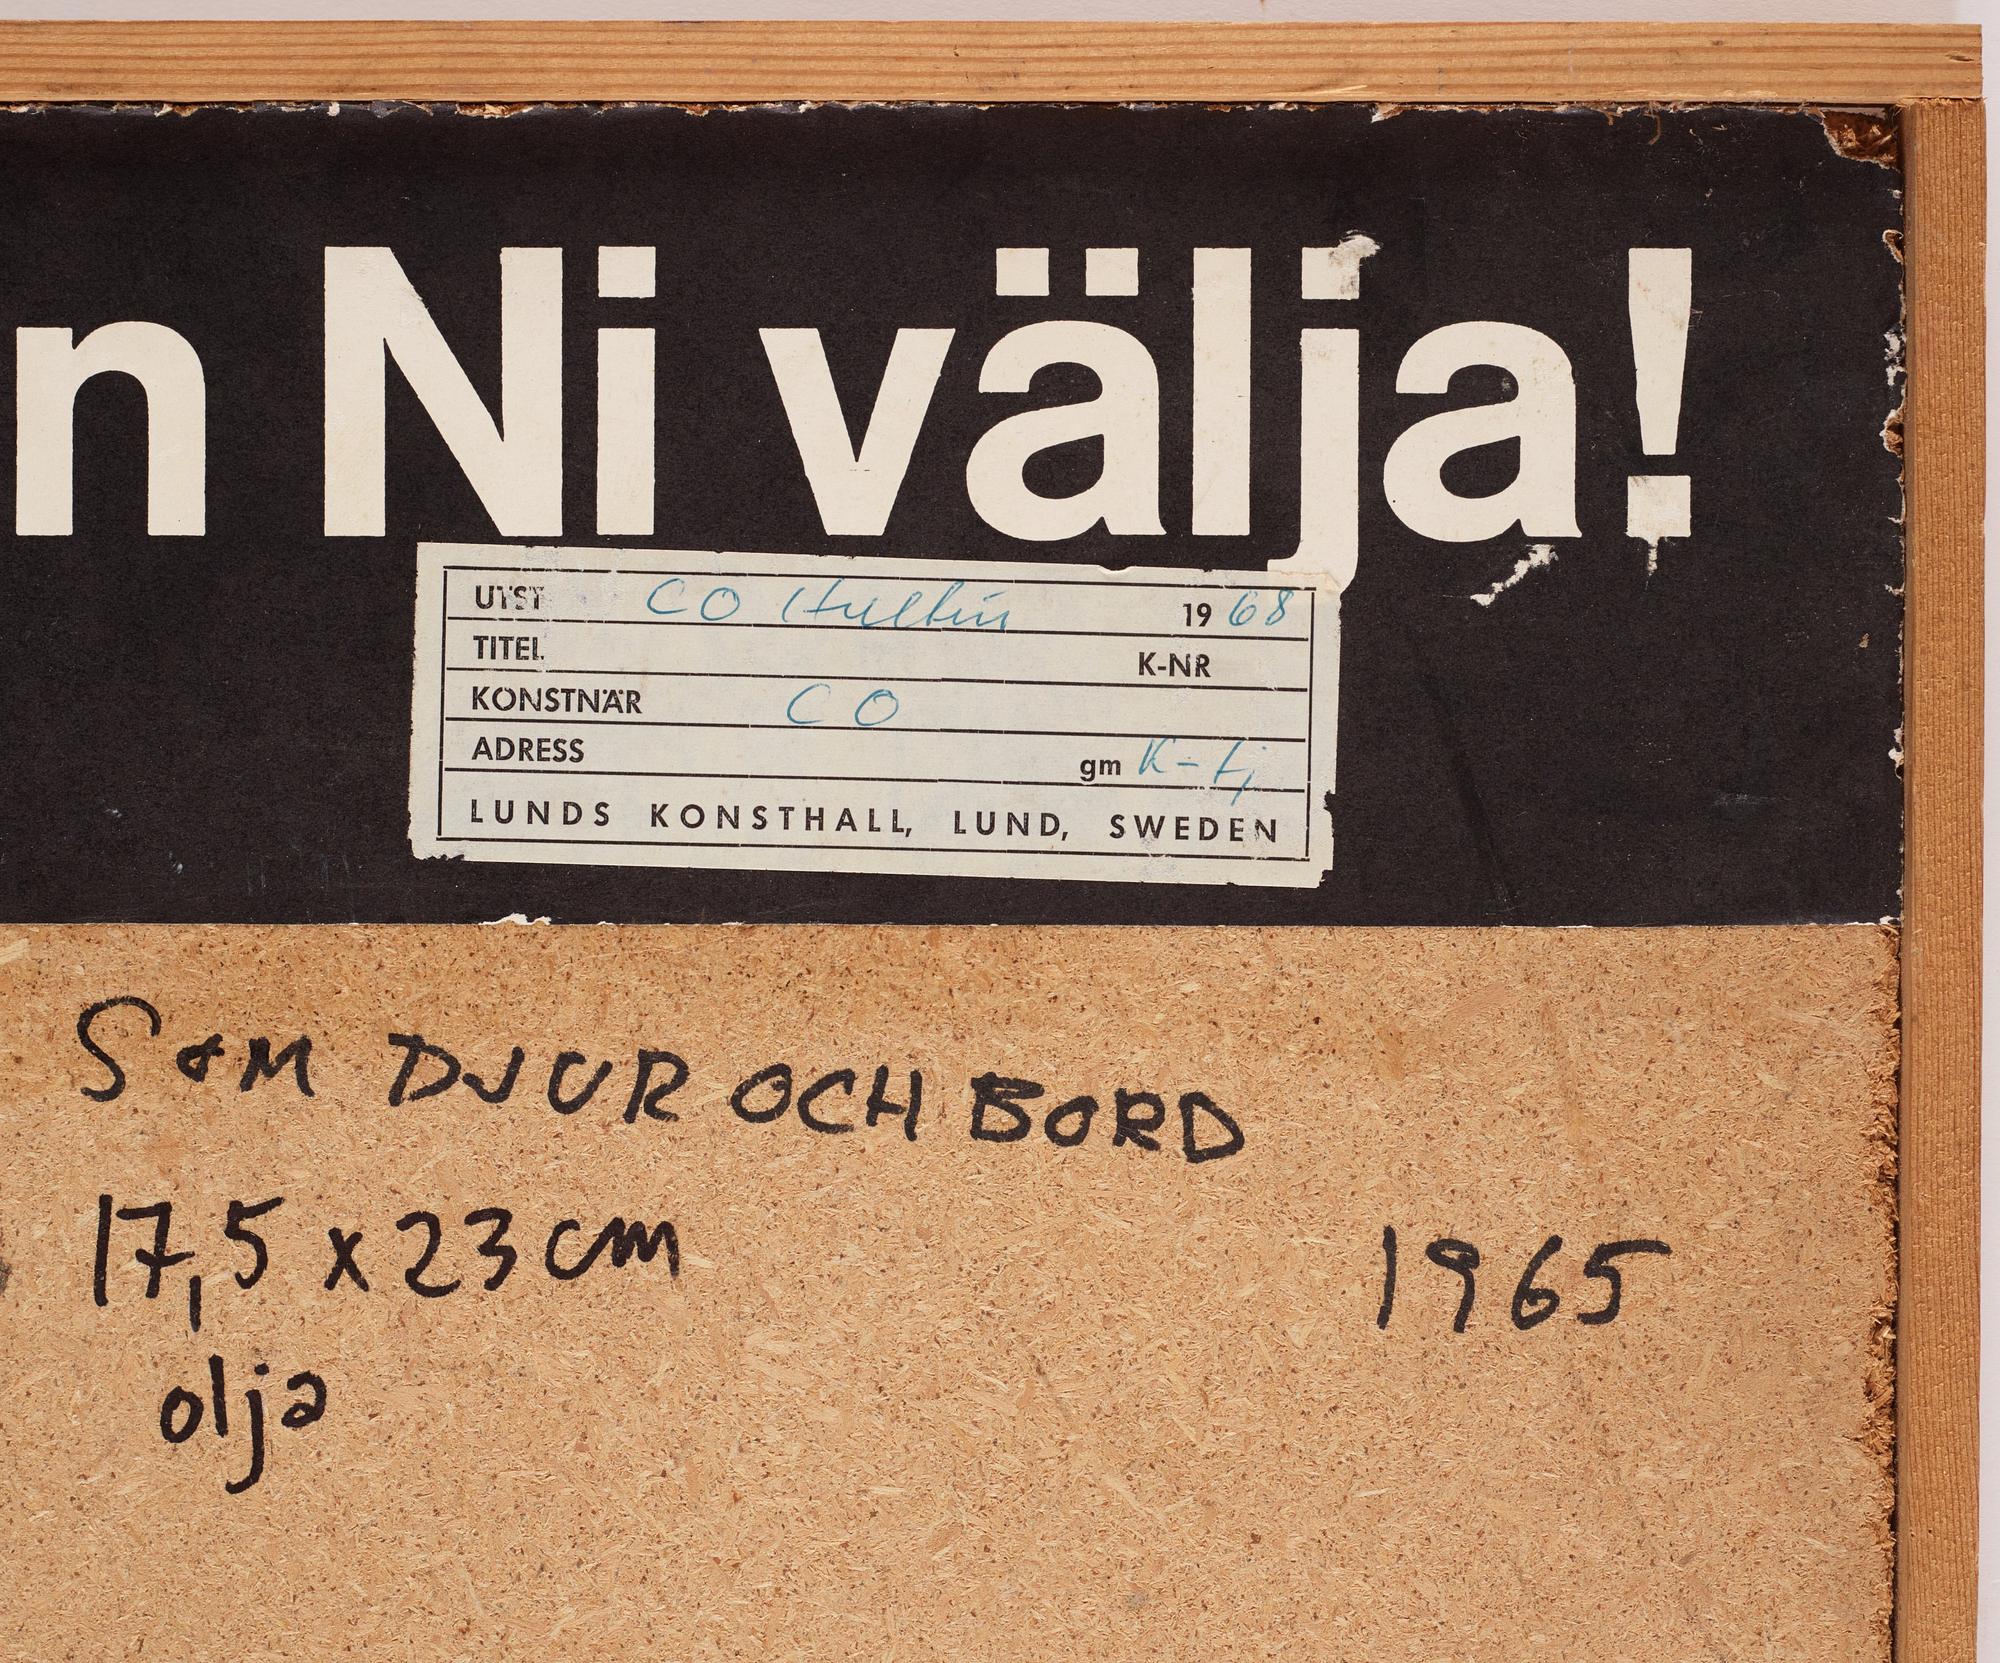 n Ni välja!
UTST CO Hultén 1968
TITEL K-NR
KONSTNÄR CO
ADRESS gm
LUNDS KONSTHALL, LUND, SWEDEN
SOM DJUR OCH BORD
17,5 x 23 cm 1965
olja